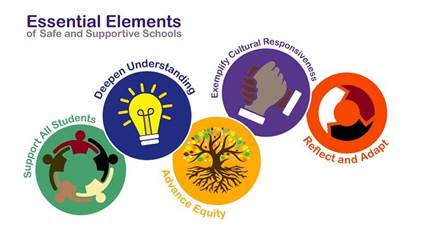 Essential Elements
of Safe and Supportive Schools
Support All Students
Deepen Understanding
Advance Equity
Exemplify Cultural Responsiveness
Reflect and Adapt